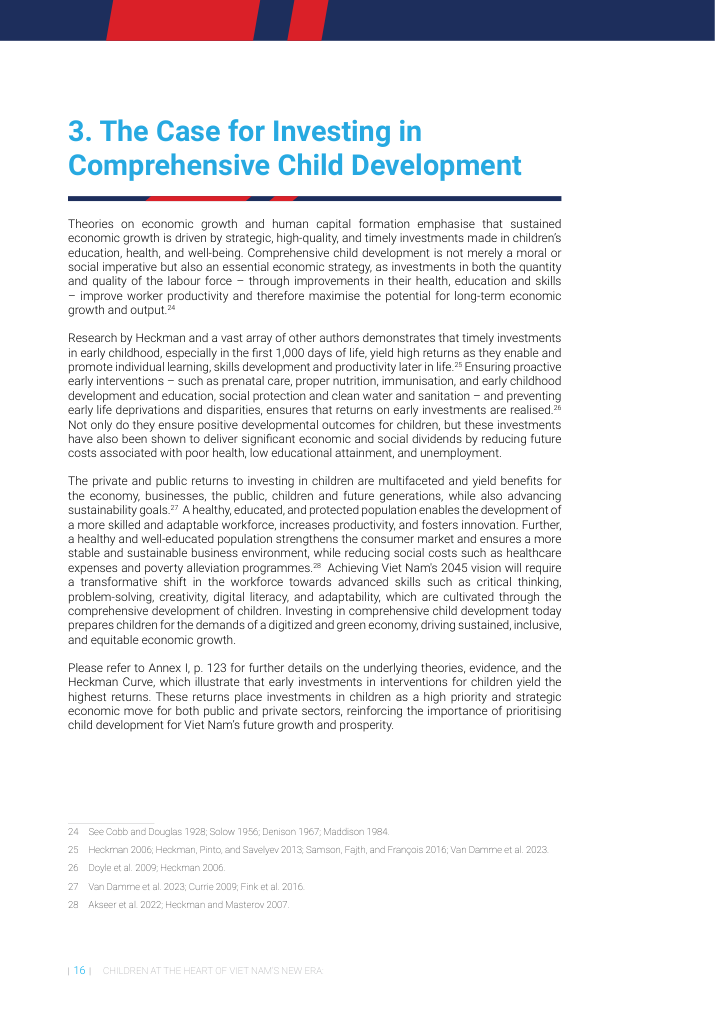 3. The Case for Investing in
Comprehensive Child Development
Theories on economic growth and human capital formation emphasise that sustained
economic growth is driven by strategic, high-quality, and timely investments made in children's
education, health, and well-being. Comprehensive child development is not merely a moral or
social imperative but also an essential economic strategy, as investments in both the quantity
and quality of the labour force – through improvements in their health, education and skills
– improve worker productivity and therefore maximise the potential for long-term economic
growth and output.24
Research by Heckman and a vast array of other authors demonstrates that timely investments
in early childhood, especially in the first 1,000 days of life, yield high returns as they enable and
promote individual learning, skills development and productivity later in life.25 Ensuring proactive
early interventions – such as prenatal care, proper nutrition, immunisation, and early childhood
development and education, social protection and clean water and sanitation – and preventing
early life deprivations and disparities, ensures that returns on early investments are realised.26
Not only do they ensure positive developmental outcomes for children, but these investments
have also been shown to deliver significant economic and social dividends by reducing future
costs associated with poor health, low educational attainment, and unemployment.
The private and public returns to investing in children are multifaceted and yield benefits for
the economy, businesses, the public, children and future generations, while also advancing
sustainability goals.27 A healthy, educated, and protected population enables the development of
a more skilled and adaptable workforce, increases productivity, and fosters innovation. Further,
a healthy and well-educated population strengthens the consumer market and ensures a more
stable and sustainable business environment, while reducing social costs such as healthcare
expenses and poverty alleviation programmes.28 Achieving Viet Nam's 2045 vision will require
a transformative shift in the workforce towards advanced skills such as critical thinking,
problem-solving, creativity, digital literacy, and adaptability, which are cultivated through the
comprehensive development of children. Investing in comprehensive child development today
prepares children for the demands of a digitized and green economy, driving sustained, inclusive,
and equitable economic growth.
Please refer to Annex I, p. 123 for further details on the underlying theories, evidence, and the
Heckman Curve, which illustrate that early investments in interventions for children yield the
highest returns. These returns place investments in children as a high priority and strategic
economic move for both public and private sectors, reinforcing the importance of prioritising
child development for Viet Nam's future growth and prosperity.
24 See Cobb and Douglas 1928; Solow 1956; Denison 1967; Maddison 1984.
25 Heckman 2006; Heckman, Pinto, and Savelyev 2013; Samson, Fajth, and François 2016; Van Damme et al. 2023.
26 Doyle et al. 2009; Heckman 2006.
27 Van Damme et al. 2023; Currie 2009; Fink et al. 2016.
28 Akseer et al. 2022; Heckman and Masterov 2007.
| 16 | CHILDREN AT THE HEART OF VIET NAM'S NEW ERA